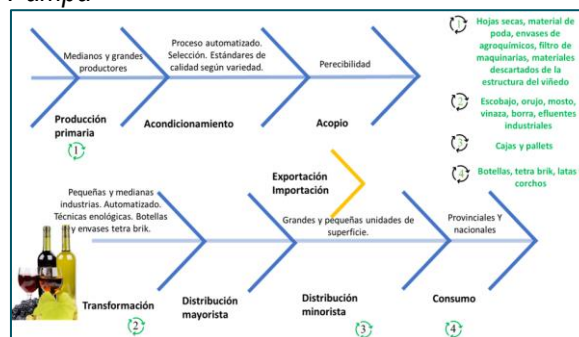 Pampa
Medianos y grandes
productores
Proceso automatizado.
Selección. Estándares de
calidad según variedad.
Perecibilidad
Producción
primaria
1
Acondicionamiento
Acopio
1
Hojas secas, material de
poda, envases de
agroquímicos, filtro de
maquinarias, materiales
descartados de la
estructura del viñedo
2
Escobajo, orujo, mosto,
vinaza, borra, efluentes
industriales
3
Cajas y pallets
4
Botellas, tetra brik, latas
corchos
Exportación
Importación
Pequeñas y medianas
industrias. Automatizado.
Técnicas enológicas. Botellas
y envases tetra brik.
Grandes y pequeñas unidades de
superficie.
Provinciales Y
nacionales
Transformación
2
Distribución
mayorista
Distribución
minorista
3
Consumo
4